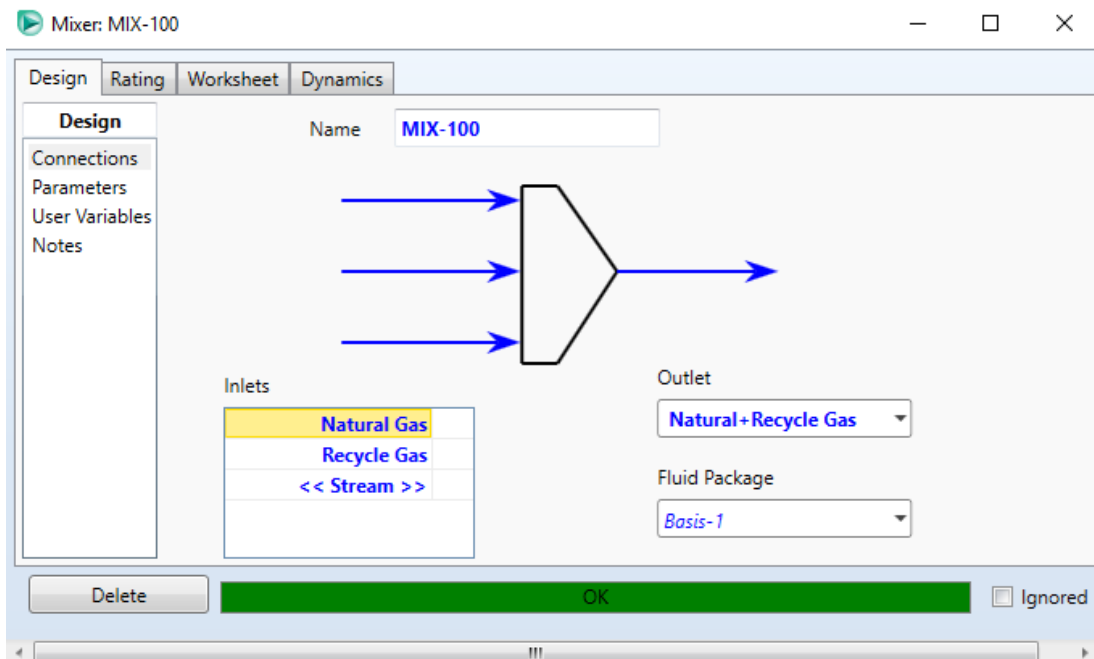 Mixer: MIX-100
Design Rating Worksheet Dynamics
Design
Connections
Parameters
User Variables
Notes
Name MIX-100
Inlets
Natural Gas
Recycle Gas
<< Stream >>
Outlet
Natural+Recycle Gas
Fluid Package
Basis-1
Delete OK Ignored